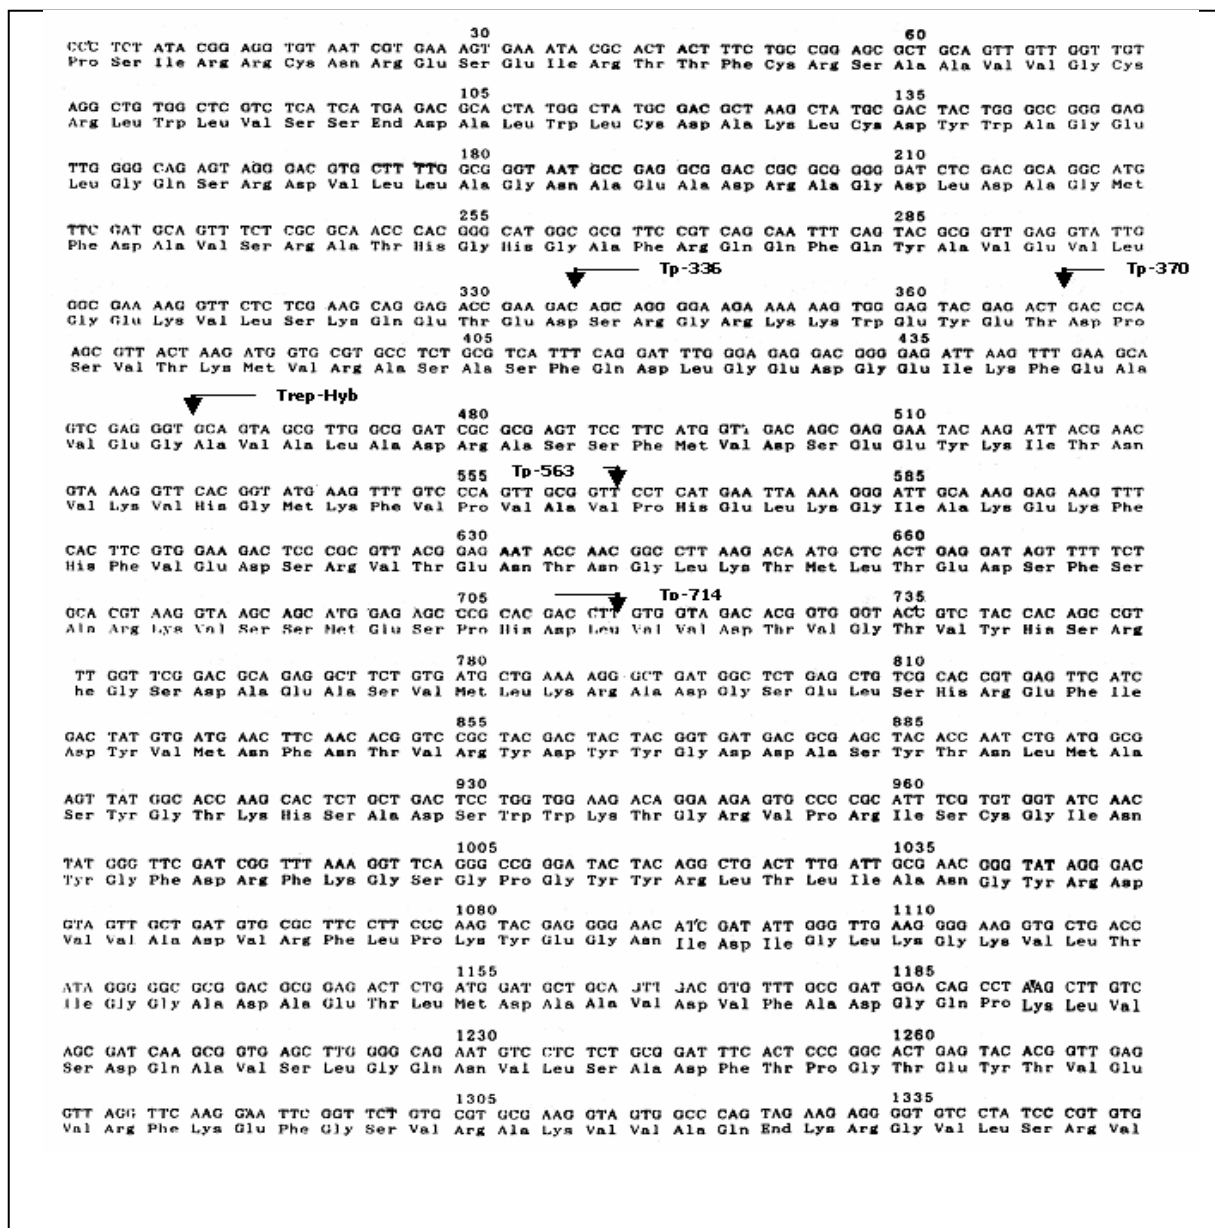 30 60
CCC TCT ATA CGG AGG TGT AAT CGT GAA AGT GAA ATA CGC ACT ACT TTC TGC CGG AGC GCT GCA GTT GTT GGT TGT
Pro Ser Ile Arg Arg Cys Asn Arg Glu Ser Glu Ile Arg Thr Thr Phe Cys Arg Ser Ala Ala Val Val Gly Cys
105 135
AGG CTG TGG CTC GTC TCA TCA TGA GAC GCA CTA TGG CTA TGC GAC GCT AAG CTA TGC GAC TAC TGG GCC GGG GAG
Arg Leu Trp Leu Val Ser Ser End Asp Ala Leu Trp Leu Cys Asp Ala Lys Leu Cys Asp Tyr Trp Ala Gly Glu
180 210
TTG GGG CAG AGT AGG GAC GTG CTT TTG GCG GGT AAT GCC GAG GCG GAC CGC GCG GGG GAT CTC GAC GCA GGC ATG
Leu Gly Gln Ser Arg Asp Val Leu Leu Ala Gly Asn Ala Glu Ala Asp Arg Ala Gly Asp Leu Asp Ala Gly Met
255 285
TTC GAT GCA GTT TCT CGC GCA ACC CAC GGG CAT GGC GCG TTC CGT CAG CAA TTT CAG TAC GCG GTT GAG GTA TTG
Phe Asp Ala Val Ser Arg Ala Thr His Gly His Gly Ala Phe Arg Gln Gln Phe Gln Tyr Ala Val Glu Val Leu
Tp-336 Tp-370
330 360
GGC GAA AAG GTT CTC TCG AAG CAG GAG ACC GAA GAC AGC AGG GGA AGA AAA AAG TGG GAG TAC GAG ACT GAC CCA
Gly Glu Lys Val Leu Ser Lys Gln Glu Thr Glu Asp Ser Arg Gly Arg Lys Lys Trp Glu Tyr Glu Thr Asp Pro
405 435
AGC GTT ACT AAG ATG GTG CGT GCC TCT GCG TCA TTT CAG GAT TTG GGA GAG GAC GGG GAG ATT AAG TTT GAA GCA
Ser Val Thr Lys Met Val Arg Ala Ser Ala Ser Phe Gln Asp Leu Gly Glu Asp Gly Glu Ile Lys Phe Glu Ala
Trep-Hyb
480 510
GTC GAG GGT GCA GTA GCG TTG GCG GAT CGC GCG AGT TCC TTC ATG GTT GAC AGC GAG GAA TAC AAG ATT ACG AAC
Val Glu Gly Ala Val Ala Leu Ala Asp Arg Ala Ser Ser Phe Met Val Asp Ser Glu Glu Tyr Lys Ile Thr Asn
Tp-563
555 585
GTA AAG GTT CAC GGT ATG AAG TTT GTC CCA GTT GCG GTT CCT CAT GAA TTA AAA GGG ATT GCA AAG GAG AAG TTT
Val Lys Val His Gly Met Lys Phe Val Pro Val Ala Val Pro His Glu Leu Lys Gly Ile Ala Lys Glu Lys Phe
630 660
CAC TTC GTG GAA GAC TCC CGC GTT ACG GAG AAT ACC AAC GGC CTT AAG ACA ATG CTC ACT GAG GAT AGT TTT TCT
His Phe Val Glu Asp Ser Arg Val Thr Glu Asn Thr Asn Gly Leu Lys Thr Met Leu Thr Glu Asp Ser Phe Ser
705 Tp-714 735
GCA CGT AAG GTA AGC AGC ATG GAG AGC CCG CAC GAC CTT GTG GTA GAC ACG GTG GGT ACC GTC TAC CAC AGC CGT
Ala Arg Lys Val Ser Ser Met Glu Ser Pro His Asp Leu Val Val Asp Thr Val Gly Thr Val Tyr His Ser Arg
780 810
TT GGT TCG GAC GCA GAG GCT TCT GTG ATG CTG AAA AGG GCT GAT GGC TCT GAG CTG TCG CAC CGT GAG TTC ATC
he Gly Ser Asp Ala Glu Ala Ser Val Met Leu Lys Arg Ala Asp Gly Ser Glu Leu Ser His Arg Glu Phe Ile
855 885
GAC TAT GTG ATG AAC TTC AAC ACG GTC CGC TAC GAC TAC TAC GGT GAT GAC GCG AGC TAC ACC AAT CTG ATG GCG
Asp Tyr Val Met Asn Phe Asn Thr Val Arg Tyr Asp Tyr Tyr Gly Asp Asp Ala Ser Tyr Thr Asn Leu Met Ala
930 960
AGT TAT GGC ACC AAG CAC TCT GCT GAC TCC TGG TGG AAG ACA GGA AGA GTG CCC CGC ATT TCG TGT GGT ATC AAC
Ser Tyr Gly Thr Lys His Ser Ala Asp Ser Trp Trp Lys Thr Gly Arg Val Pro Arg Ile Ser Cys Gly Ile Asn
1005 1035
TAT GGG TTC GAT CGG TTT AAA GGT TCA GGG CCG GGA TAC TAC AGG CTG ACT TTG ATT GCG AAC GGG TAT AGG GAC
Tyr Gly Phe Asp Arg Phe Lys Gly Ser Gly Pro Gly Tyr Tyr Arg Leu Thr Leu Ile Ala Asn Gly Tyr Arg Asp
1080 1110
GTA GTT GCT GAT GTG CGC TTC CTT CCC AAG TAC GAG GGG AAC ATC GAT ATT GGG TTG AAG GGG AAG GTG CTG ACC
Val Val Ala Asp Val Arg Phe Leu Pro Lys Tyr Glu Gly Asn Ile Asp Ile Gly Leu Lys Gly Lys Val Leu Thr
1155 1185
ATA GGG GGC GCG GAC GCG GAG ACT CTG ATG GAT GCT GCA GTT GAC GTG TTT GCC GAT GGA CAG CCT AAG CTT GTC
Ile Gly Gly Ala Asp Ala Glu Thr Leu Met Asp Ala Ala Val Asp Val Phe Ala Asp Gly Gln Pro Lys Leu Val
1230 1260
AGC GAT CAA GCG GTG AGC TTG GGG CAG AAT GTC CTC TCT GCG GAT TTC ACT CCC GGC ACT GAG TAC ACG GTT GAG
Ser Asp Gln Ala Val Ser Leu Gly Gln Asn Val Leu Ser Ala Asp Phe Thr Pro Gly Thr Glu Tyr Thr Val Glu
1305 1335
GTT AGG TTC AAG GAA TTC GGT TCT GTG CGT GCG AAG GTA GTG GCC CAG TAG AAG AGG GGT GTC CTA TCC CGT GTG
Val Arg Phe Lys Glu Phe Gly Ser Val Arg Ala Lys Val Val Ala Gln End Lys Arg Gly Val Leu Ser Arg Val